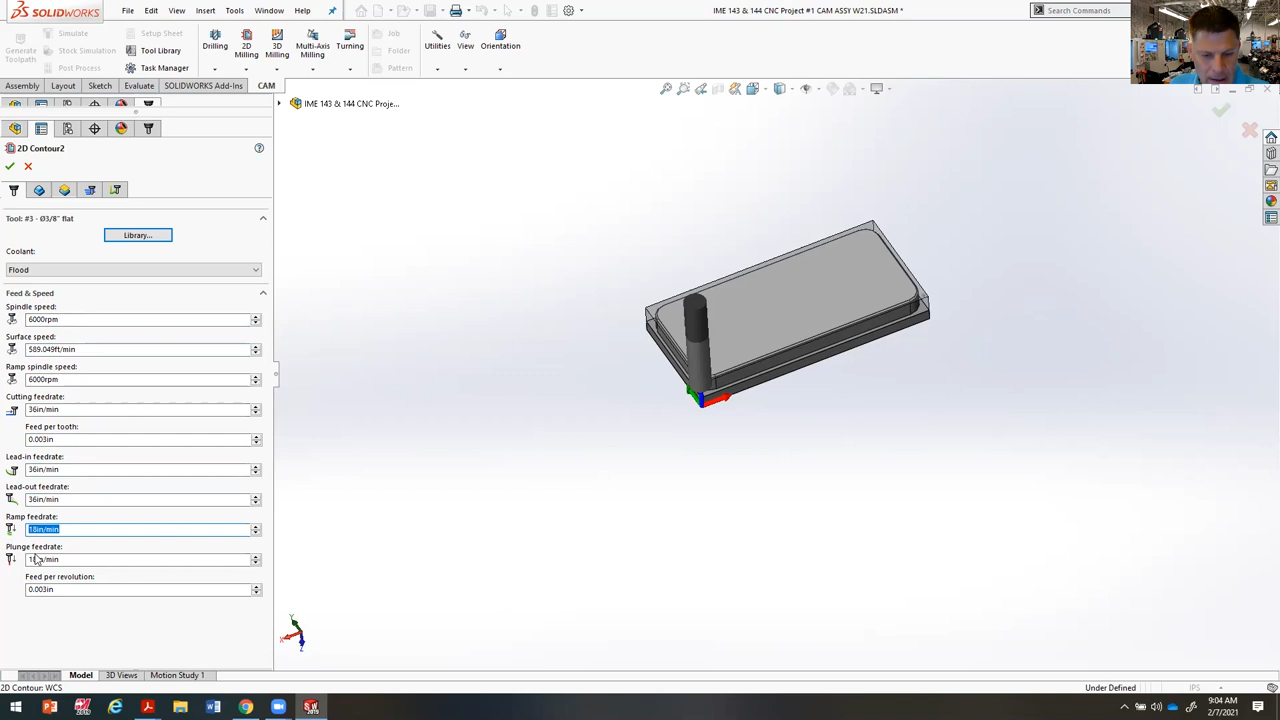 SOLIDWORKS
File
Edit
View
Insert
Tools
Window
Help
IME 143 & 144 CNC Project #1 CAM ASSY W21.SLDASM *
Search Commands
Generate
Toolpath
Simulate
Stock Simulation
Post Process
Setup Sheet
Tool Library
Task Manager
Drilling
2D
Milling
3D
Milling
Multi-Axis
Milling
Turning
Job
Folder
Pattern
Utilities
View
Orientation
Assembly
Layout
Sketch
Evaluate
SOLIDWORKS Add-Ins
CAM
IME 143 & 144 CNC Proje...
2D Contour2
Tool: #3 - Ø3/8" flat
Library...
Coolant:
Flood
Feed & Speed
Spindle speed:
6000rpm
Surface speed:
589.049ft/min
Ramp spindle speed:
6000rpm
Cutting feedrate:
36in/min
Feed per tooth:
0.003in
Lead-in feedrate:
36in/min
Lead-out feedrate:
36in/min
Ramp feedrate:
18in/min
Plunge feedrate:
Feed per revolution:
0.003in
Y
X
Z
Model
3D Views
Motion Study 1
2D Contour: WCS
Under Defined
IPS
9:04 AM
2/7/2021